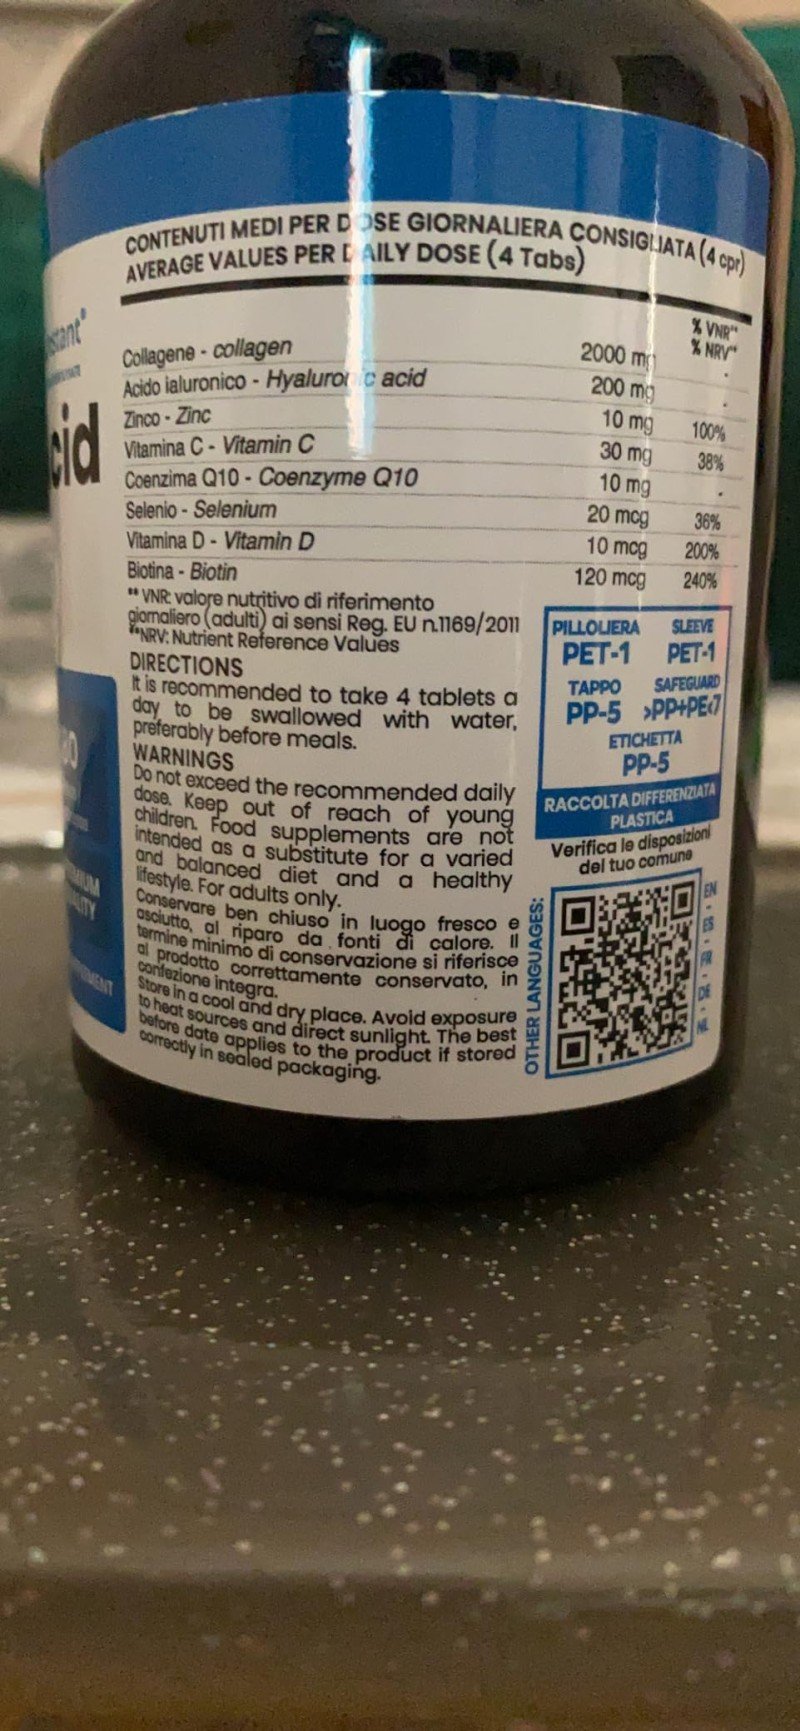 CONTENUTI MEDI PER DOSE GIORNALIERA CONSIGLIATA (4 cpr)
AVERAGE VALUES PER DAILY DOSE (4 Tabs)
% VNR**
% NRV**
Collagene - collagen 2000 mg -
Acido ialuronico - Hyaluronic acid 200 mg -
Zinco - Zinc 10 mg 100%
Vitamina C - Vitamin C 30 mg 38%
Coenzima Q10 - Coenzyme Q10 10 mg -
Selenio - Selenium 20 mcg 36%
Vitamina D - Vitamin D 10 mcg 200%
Biotina - Biotin 120 mcg 240%
** VNR: valore nutritivo di riferimento
giornaliero (adulti) ai sensi Reg. EU n.1169/2011
**NRV: Nutrient Reference Values
DIRECTIONS
It is recommended to take 4 tablets a
day to be swallowed with water,
preferably before meals.
WARNINGS
Do not exceed the recommended daily
dose. Keep out of reach of young
children. Food supplements are not
intended as a substitute for a varied
and balanced diet and a healthy
lifestyle. For adults only.
Conservare ben chiuso in luogo fresco e
asciutto, al riparo da fonti di calore. Il
termine minimo di conservazione si riferisce
al prodotto correttamente conservato, in
confezione integra.
Store in a cool and dry place. Avoid exposure
to heat sources and direct sunlight. The best
before date applies to the product if stored
correctly in sealed packaging.
PILLOLIERA SLEEVE
PET-1 PET-1
TAPPO SAFEGUARD
PP-5 >PP+PE<7
ETICHETTA
PP-5
RACCOLTA DIFFERENZIATA
PLASTICA
Verifica le disposizioni
del tuo comune
OTHER LANGUAGES:
EN - ES - FR - DE - NL
stant®
cid